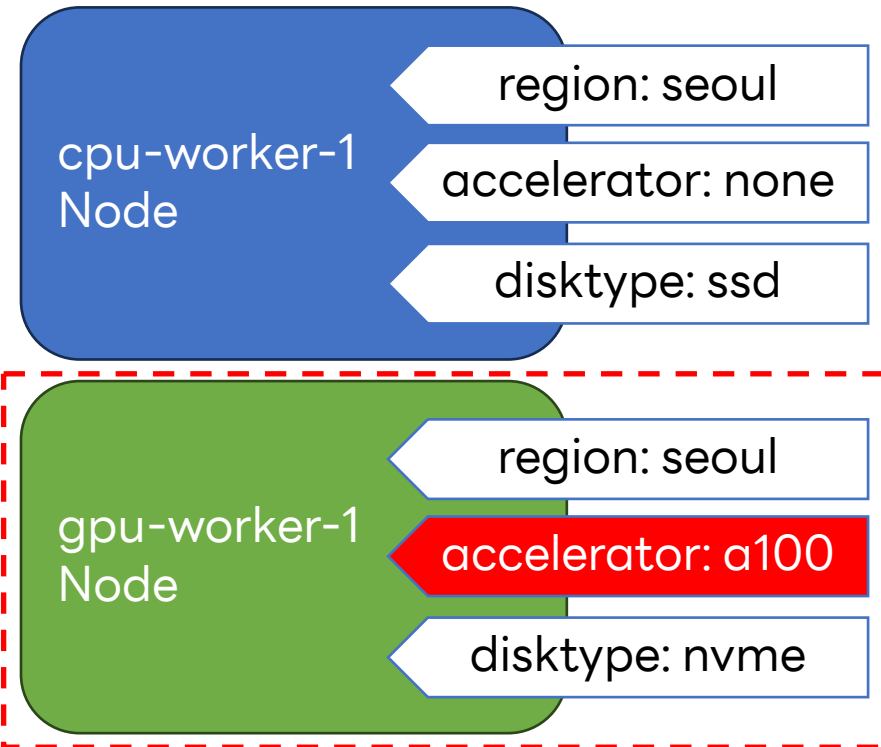 cpu-worker-1
Node
region: seoul
accelerator: none
disktype: ssd
gpu-worker-1
Node
region: seoul
accelerator: a100
disktype: nvme